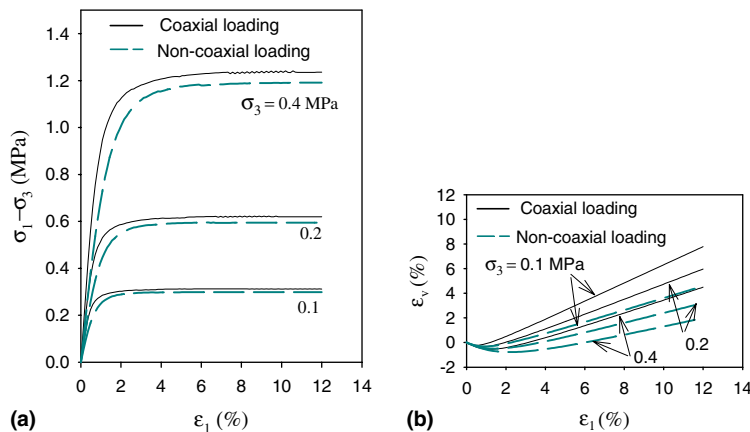 Coaxial loading
Non-coaxial loading
1.4
1.2
1.0
0.8
0.6
0.4
0.2
0.0
σ1–σ3 (MPa)
σ3 = 0.4 MPa
0.2
0.1
0 2 4 6 8 10 12 14
(a)
ε1 (%)
12
10
8
6
4
2
0
-2
εv (%)
Coaxial loading
Non-coaxial loading
σ3 = 0.1 MPa
0.2
0.4
0 2 4 6 8 10 12 14
(b)
ε1 (%)